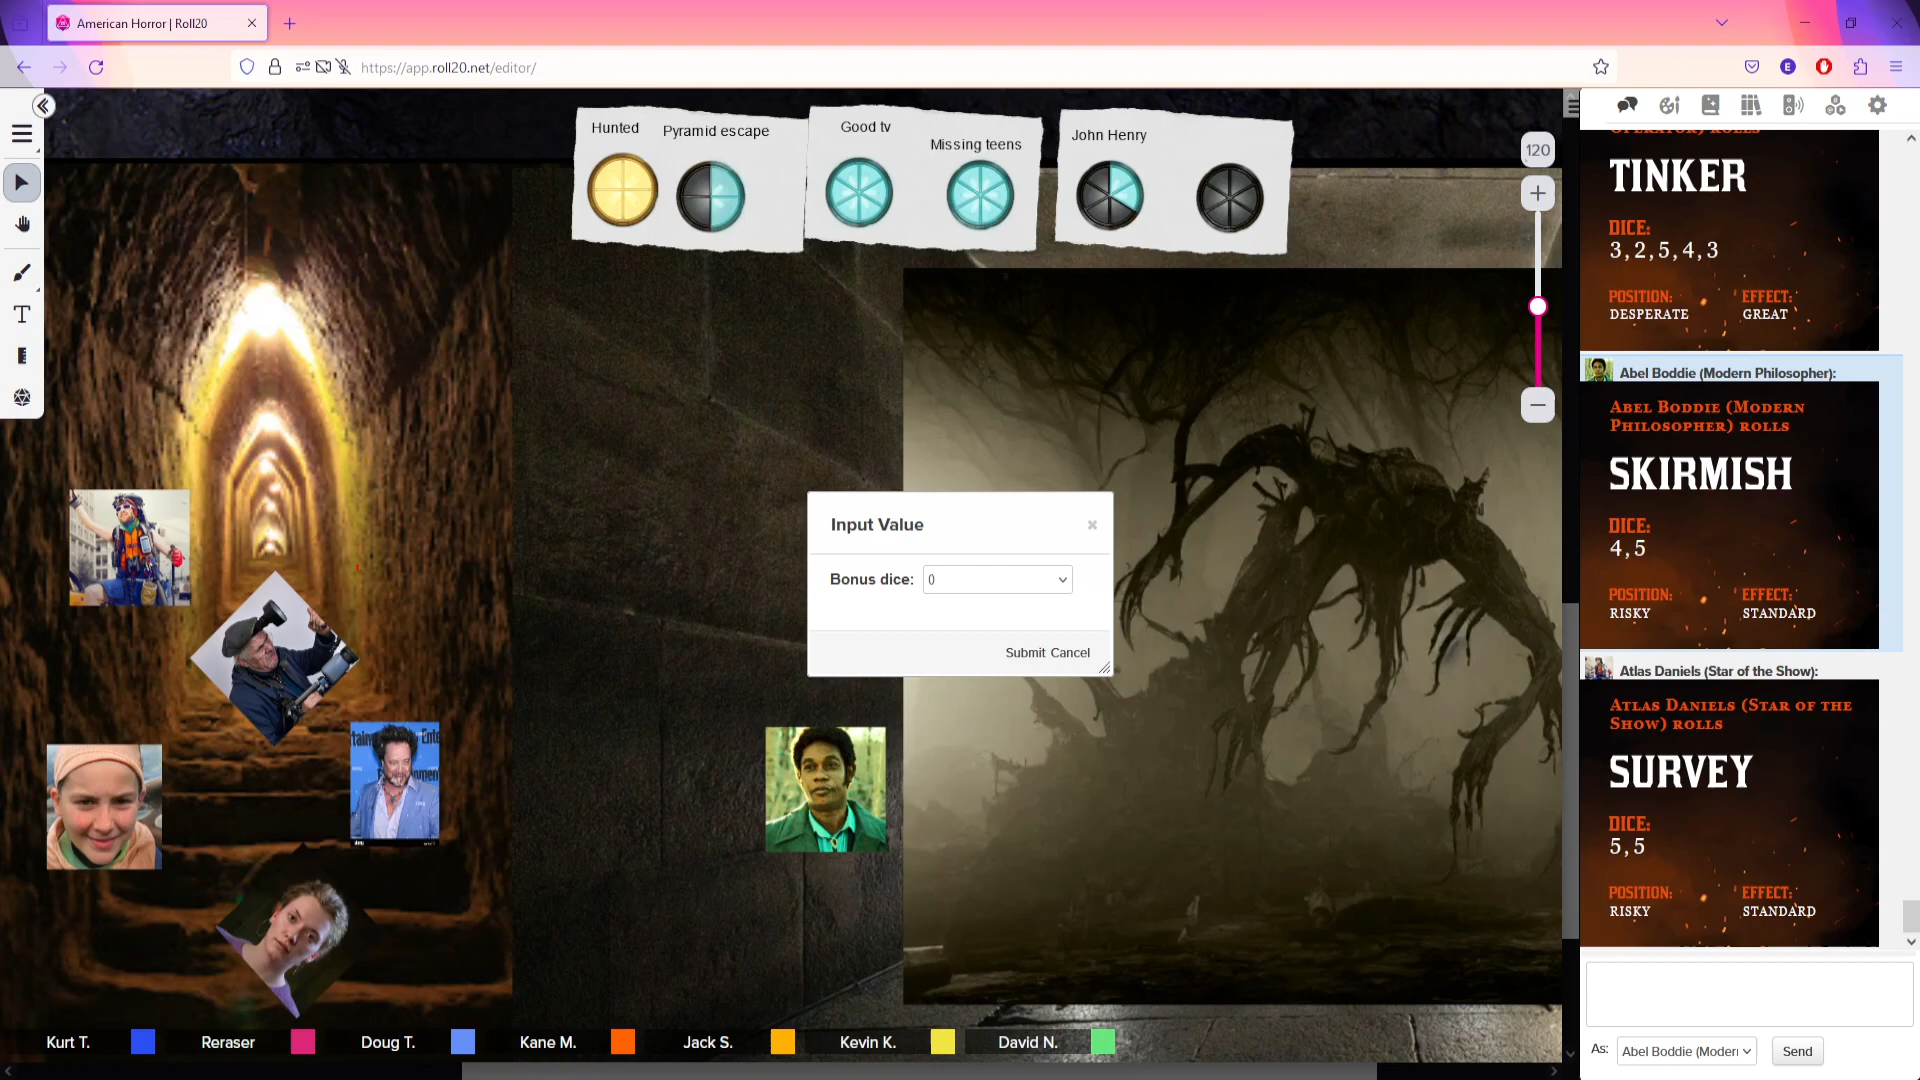 American Horror | Roll20
https://app.roll20.net/editor/
Hunted
Pyramid escape
Good tv
Missing teens
John Henry
120
Input Value
Bonus dice:
0
Submit Cancel
OPERATOR) ROLLS
TINKER
DICE:
3, 2, 5, 4, 3
POSITION: EFFECT:
DESPERATE GREAT
Abel Boddie (Modern Philosopher):
ABEL BODDIE (MODERN
PHILOSOPHER) ROLLS
SKIRMISH
DICE:
4, 5
POSITION: EFFECT:
RISKY STANDARD
Atlas Daniels (Star of the Show):
ATLAS DANIELS (STAR OF THE
SHOW) ROLLS
SURVEY
DICE:
5, 5
POSITION: EFFECT:
RISKY STANDARD
Kurt T.
Reraser
Doug T.
Kane M.
Jack S.
Kevin K.
David N.
As: Abel Boddie (Moder
Send